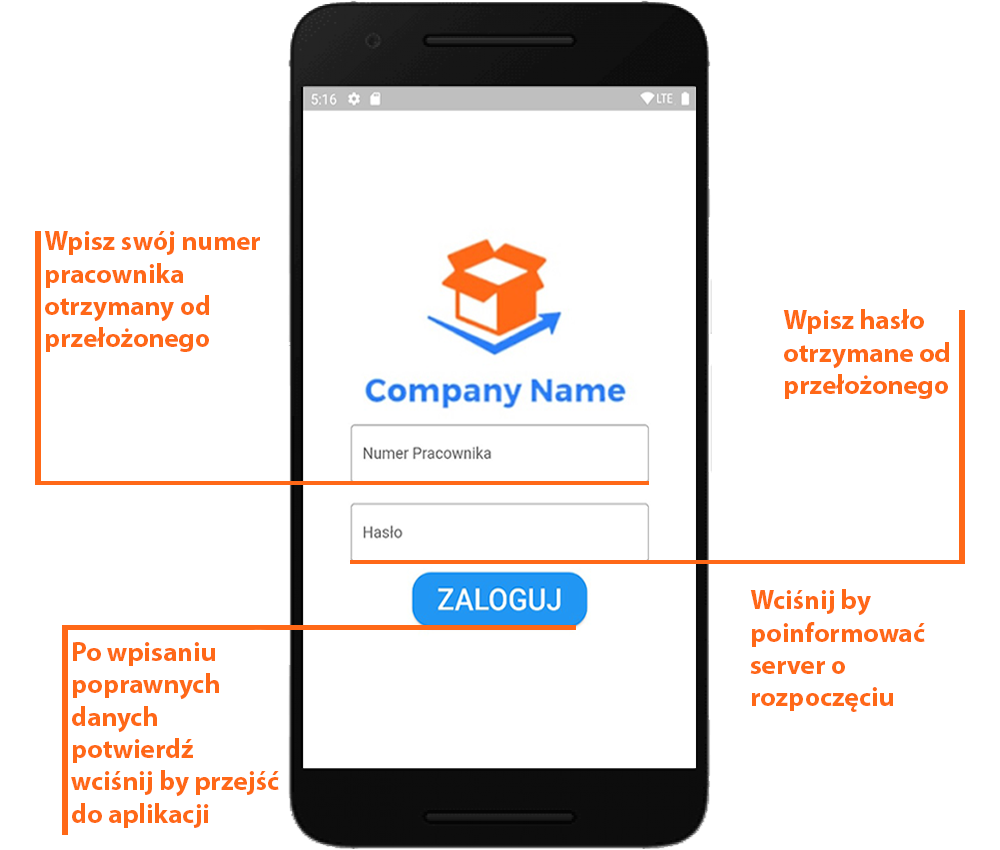 5:16
LTE
Wpisz swój numer
pracownika
otrzymany od
przełożonego
Wpisz hasło
otrzymane od
przełożonego
Company Name
Numer Pracownika
Hasło
ZALOGUJ
Wciśnij by
poinformować
server o
rozpoczęciu
Po wpisaniu
poprawnych
danych
potwierdź
wciśnij by przejść
do aplikacji